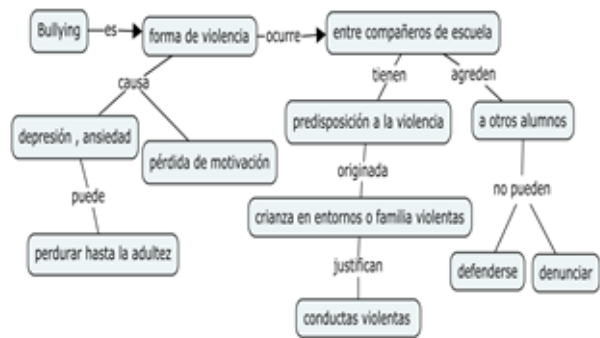 Bullying
es
forma de violencia
ocurre
entre compañeros de escuela
causa
tienen
agreden
depresión , ansiedad
pérdida de motivación
predisposición a la violencia
a otros alumnos
puede
originada
no pueden
perdurar hasta la adultez
crianza en entornos o familia violentas
defenderse
denunciar
justifican
conductas violentas